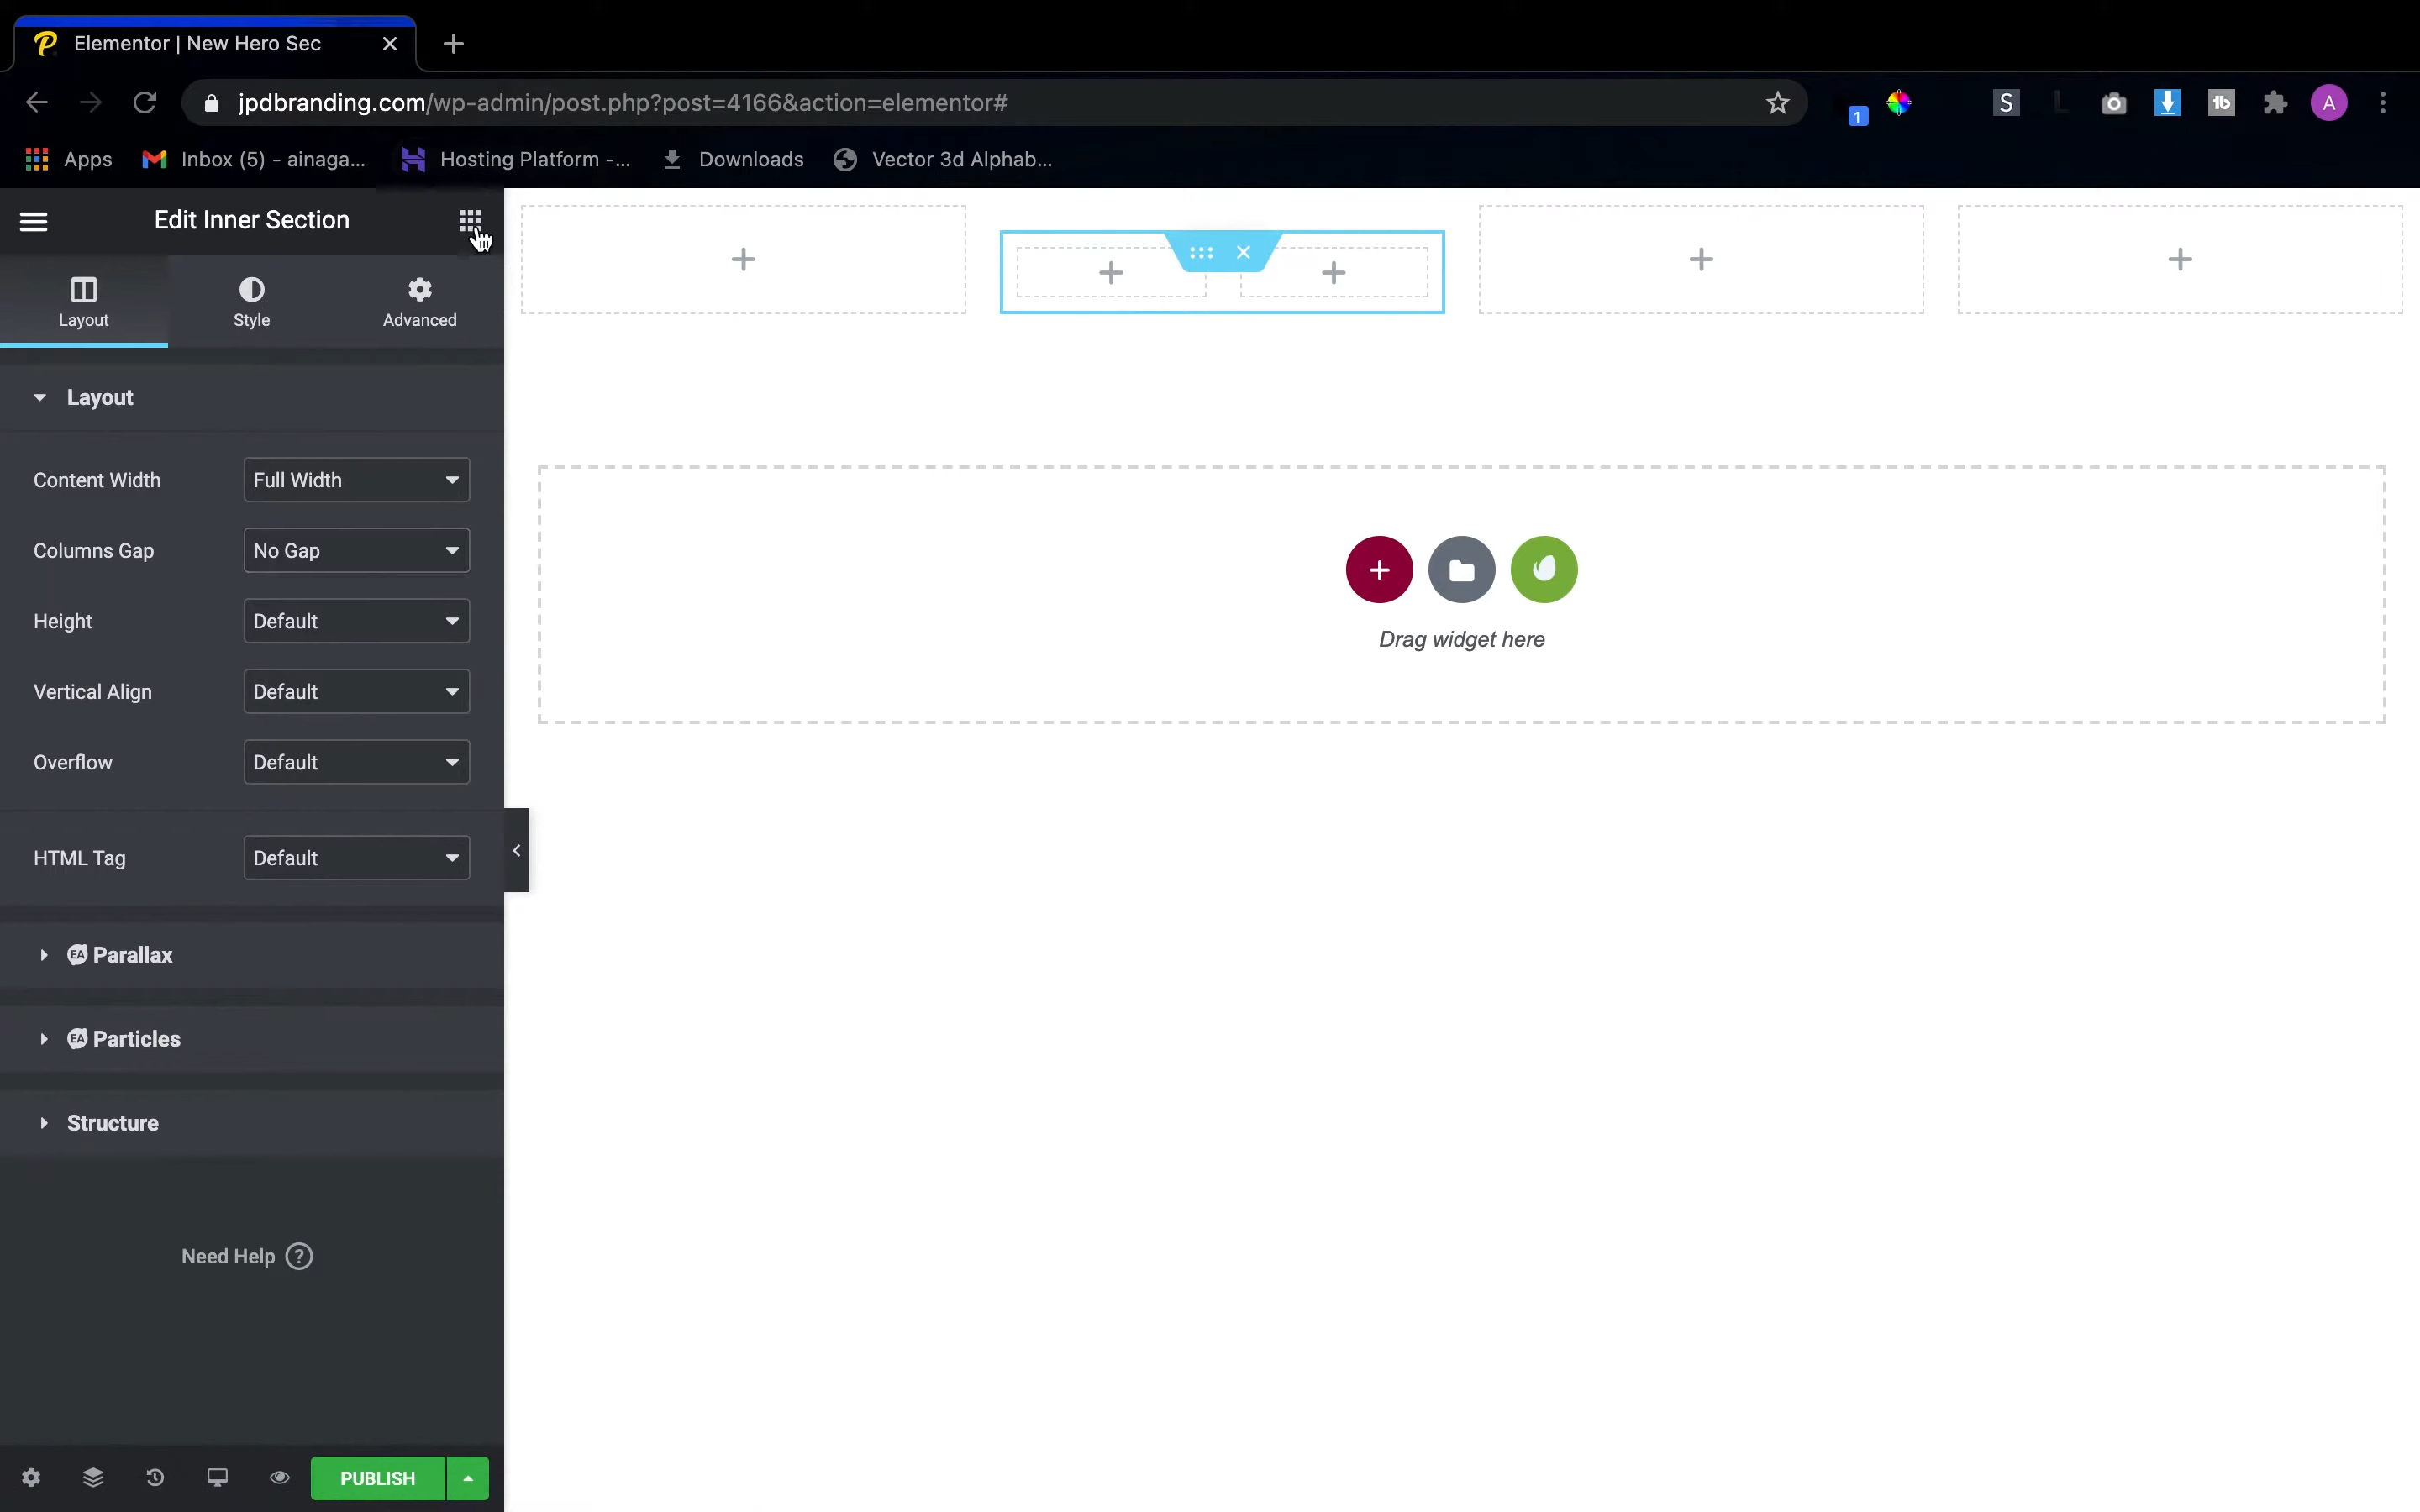 Elementor | New Hero Sec
jpdbranding.com/wp-admin/post.php?post=4166&action=elementor#
1
S
L
A
Apps
Inbox (5) - ainaga...
Hosting Platform -...
Downloads
Vector 3d Alphab...
Edit Inner Section
Layout
Style
Advanced
Layout
Content Width
Full Width
Columns Gap
No Gap
Height
Default
Vertical Align
Default
Overflow
Default
HTML Tag
Default
EA Parallax
EA Particles
Structure
Need Help ?
PUBLISH
Drag widget here